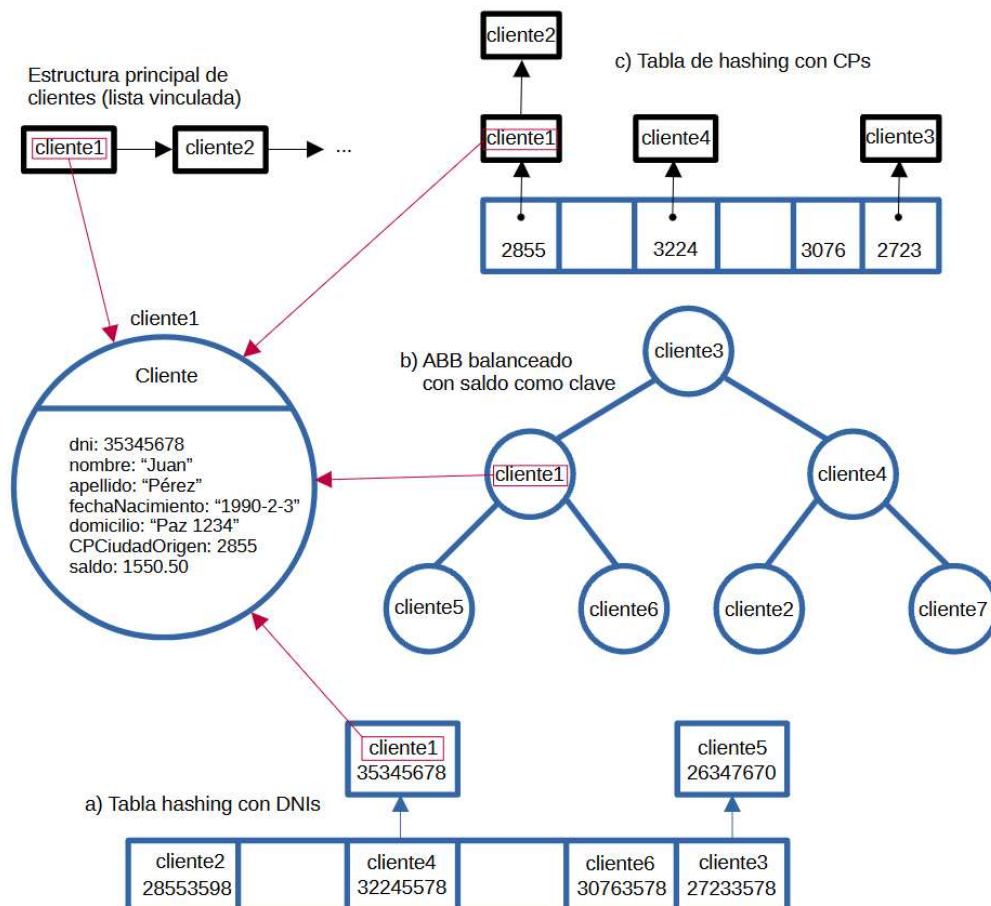 cliente2
Estructura principal de
clientes (lista vinculada)
c) Tabla de hashing con CPs
cliente1
cliente2
...
cliente1
cliente4
cliente3
2855
3224
3076
2723
cliente1
Cliente
dni: 35345678
nombre: “Juan”
apellido: “Pérez”
fechaNacimiento: “1990-2-3”
domicilio: “Paz 1234”
CPCiudadOrigen: 2855
saldo: 1550.50
b) ABB balanceado
con saldo como clave
cliente3
cliente1
cliente4
cliente5
cliente6
cliente2
cliente7
cliente1
35345678
cliente5
26347670
a) Tabla hashing con DNIs
cliente2
28553598
cliente4
32245578
cliente6
30763578
cliente3
27233578